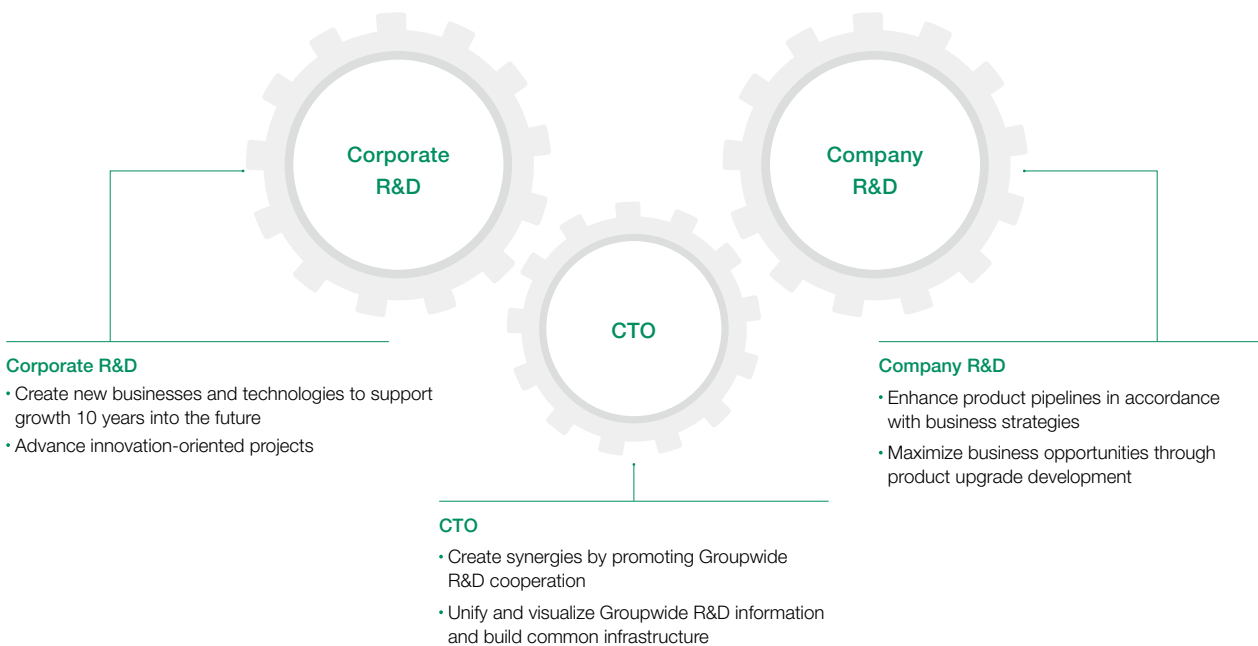 Corporate
R&D
Company
R&D
CTO
Corporate R&D
• Create new businesses and technologies to support
growth 10 years into the future
• Advance innovation-oriented projects
Company R&D
• Enhance product pipelines in accordance
with business strategies
• Maximize business opportunities through
product upgrade development
CTO
• Create synergies by promoting Groupwide
R&D cooperation
• Unify and visualize Groupwide R&D information
and build common infrastructure